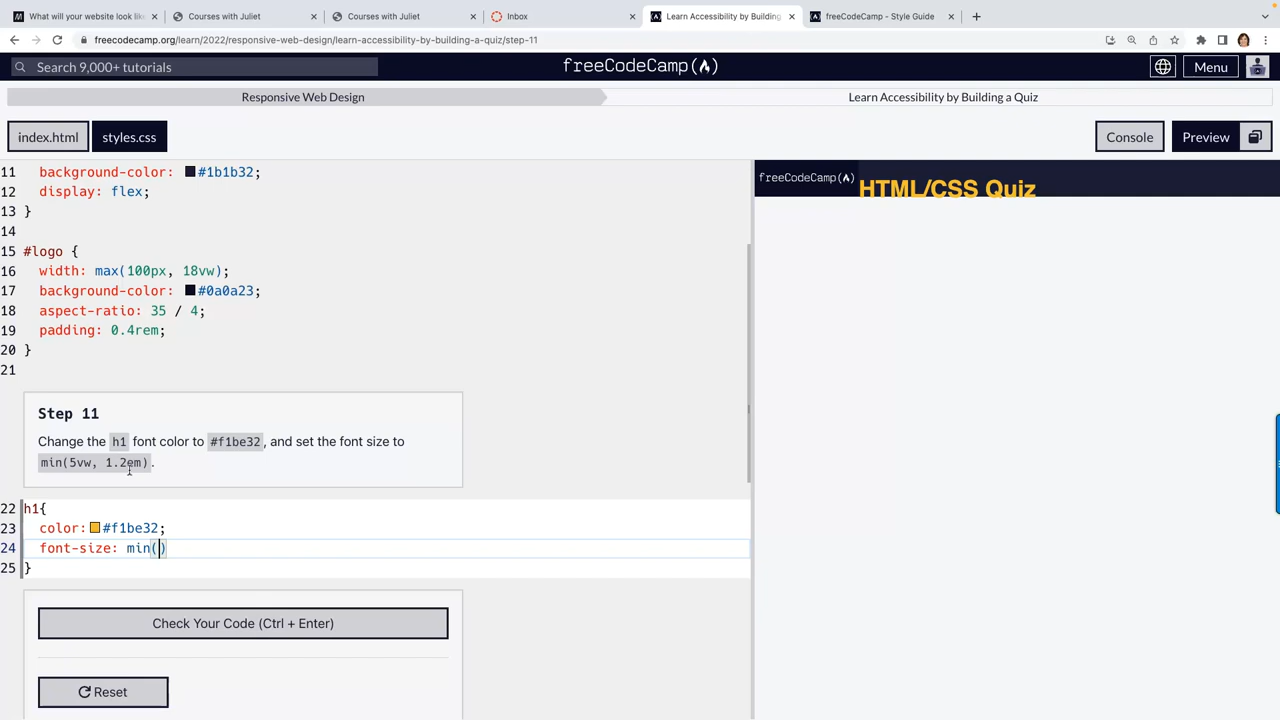 What will your website look lik
Courses with Juliet
Courses with Juliet
Inbox
Learn Accessibility by Building
freeCodeCamp - Style Guide
freecodecamp.org/learn/2022/responsive-web-design/learn-accessibility-by-building-a-quiz/step-11
Search 9,000+ tutorials
freeCodeCamp
Menu
Responsive Web Design
Learn Accessibility by Building a Quiz
index.html
styles.css
Console
Preview
11 background-color: #1b1b32;
12 display: flex;
13 }
14
15 #logo {
16 width: max(100px, 18vw);
17 background-color: #0a0a23;
18 aspect-ratio: 35 / 4;
19 padding: 0.4rem;
20 }
21
Step 11
Change the h1 font color to #f1be32, and set the font size to
min(5vw, 1.2em).
22 h1{
23 color: #f1be32;
24 font-size: min()
25 }
Check Your Code (Ctrl + Enter)
Reset
freeCodeCamp
HTML/CSS Quiz